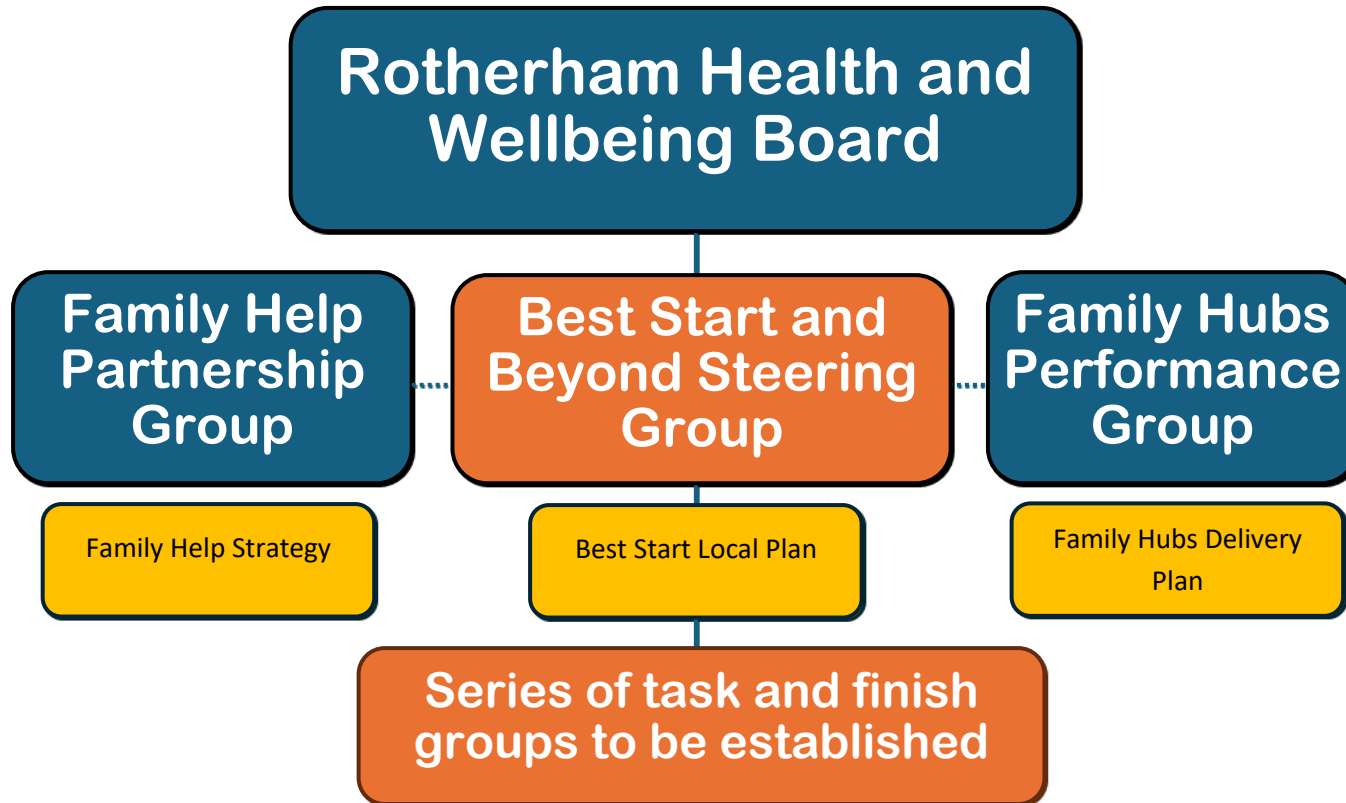 Rotherham Health and
Wellbeing Board
Family Help
Partnership
Group
Best Start and
Beyond Steering
Group
Family Hubs
Performance
Group
Family Help Strategy
Best Start Local Plan
Family Hubs Delivery
Plan
Series of task and finish
groups to be established